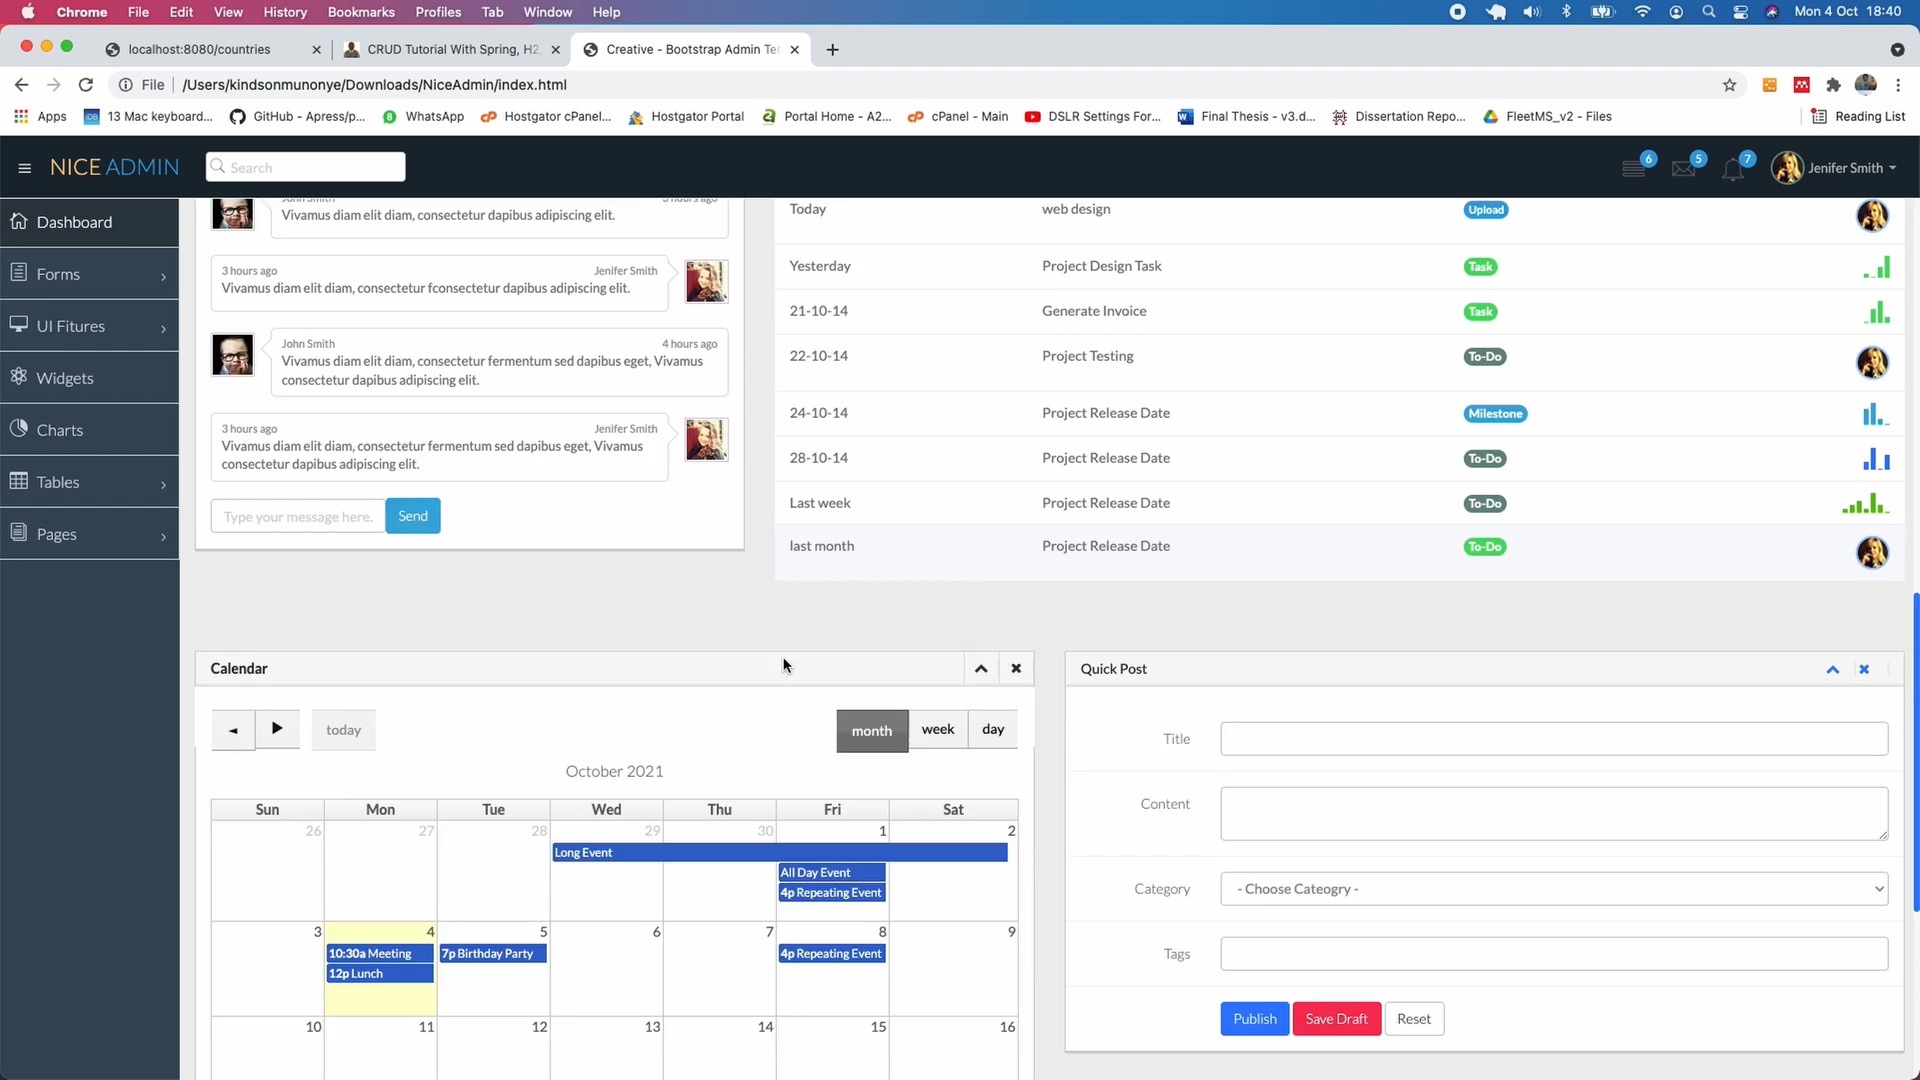 Chrome File Edit View History Bookmarks Profiles Tab Window Help Mon 4 Oct 18:40
localhost:8080/countries CRUD Tutorial With Spring, H2 Creative - Bootstrap Admin Ter
File /Users/kindsonmunonye/Downloads/NiceAdmin/index.html
Apps 13 Mac keyboard... GitHub - Apress/p... WhatsApp Hostgator cPanel... Hostgator Portal Portal Home - A2... cPanel - Main DSLR Settings For... Final Thesis - v3.d... Dissertation Repo... FleetMS_v2 - Files Reading List
NICE ADMIN Search 6 5 7 Jenifer Smith
Dashboard
Forms
UI Fitures
Widgets
Charts
Tables
Pages
John Smith 3 hours ago
Vivamus diam elit diam, consectetur dapibus adipiscing elit.
3 hours ago Jenifer Smith
Vivamus diam elit diam, consectetur fconsectetur dapibus adipiscing elit.
John Smith 4 hours ago
Vivamus diam elit diam, consectetur fermentum sed dapibus eget, Vivamus
consectetur dapibus adipiscing elit.
3 hours ago Jenifer Smith
Vivamus diam elit diam, consectetur fermentum sed dapibus eget, Vivamus
consectetur dapibus adipiscing elit.
Type your message here. Send
Today web design Upload
Yesterday Project Design Task Task
21-10-14 Generate Invoice Task
22-10-14 Project Testing To-Do
24-10-14 Project Release Date Milestone
28-10-14 Project Release Date To-Do
Last week Project Release Date To-Do
last month Project Release Date To-Do
Calendar
today month week day
October 2021
Sun Mon Tue Wed Thu Fri Sat
26 27 28 29 30 1 2
Long Event
All Day Event
4p Repeating Event
3 4 5 6 7 8 9
10:30a Meeting 7p Birthday Party 4p Repeating Event
12p Lunch
10 11 12 13 14 15 16
Quick Post
Title
Content
Category - Choose Cateogry -
Tags
Publish Save Draft Reset